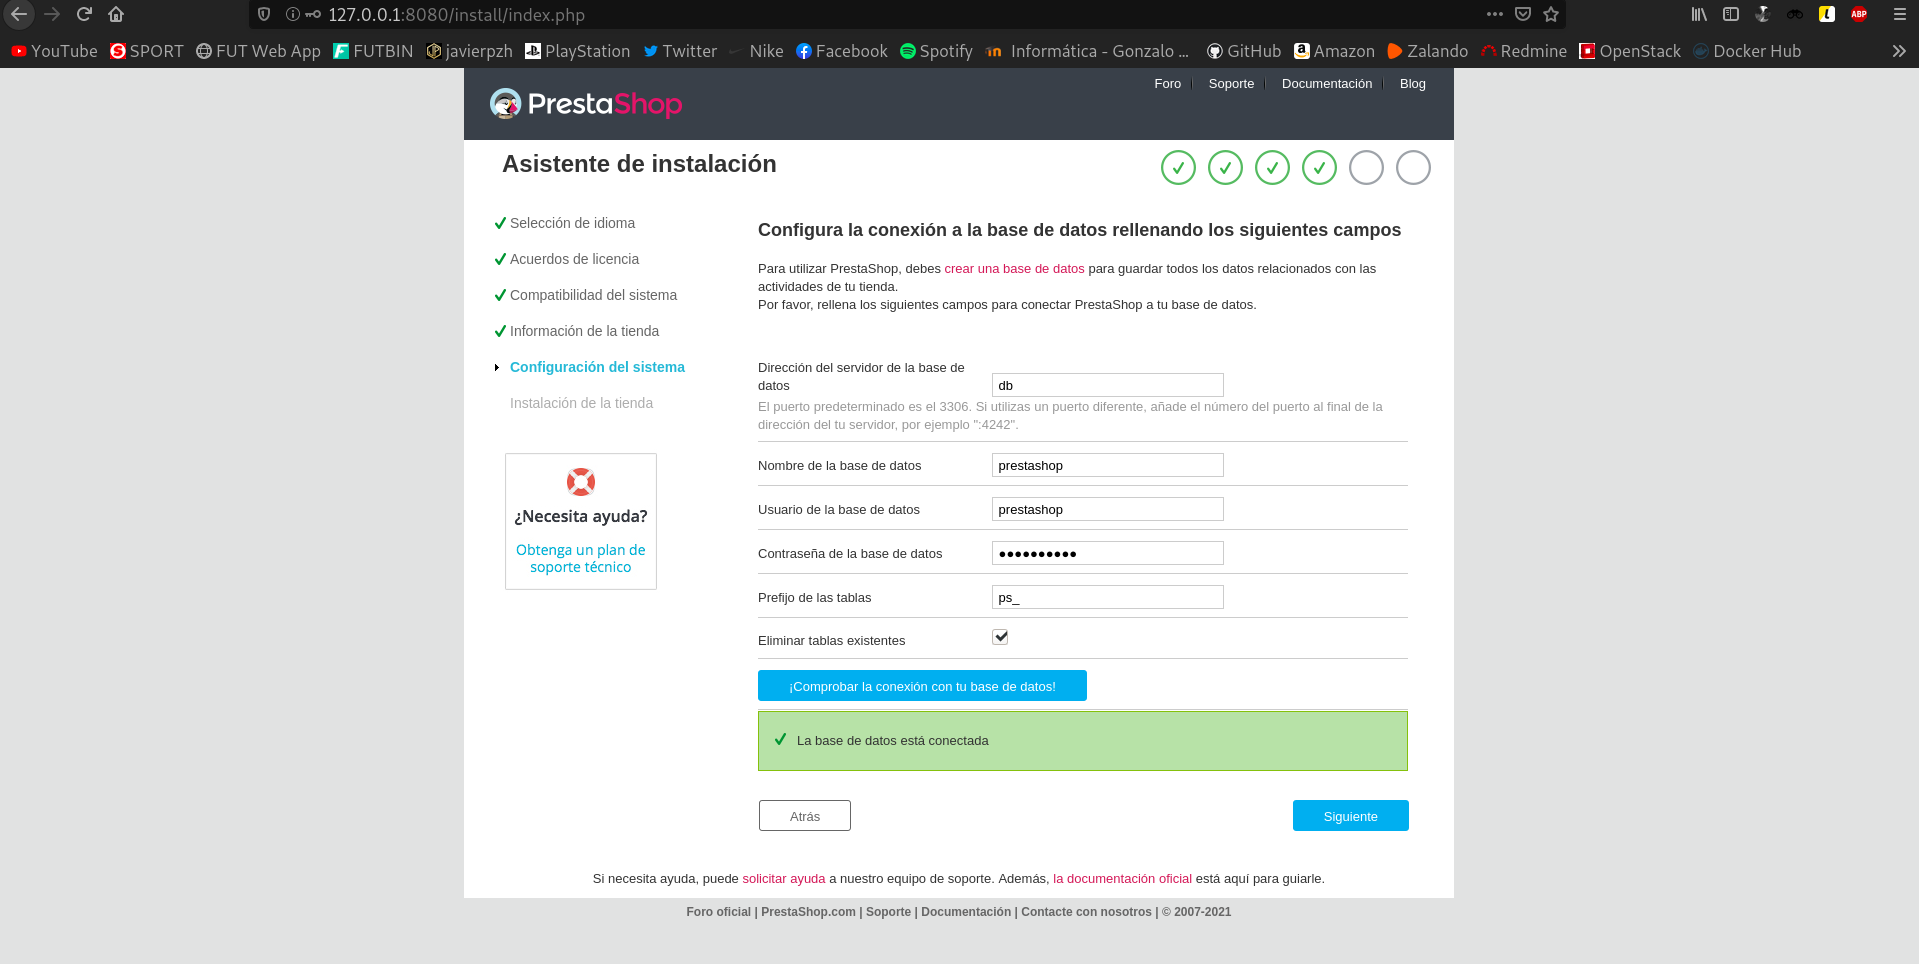 127.0.0.1:8080/install/index.php
YouTube SPORT FUT Web App FUTBIN javierpzh PlayStation Twitter Nike Facebook Spotify Informática - Gonzalo ... GitHub Amazon Zalando Redmine OpenStack Docker Hub
Foro Soporte Documentación Blog
PrestaShop
Asistente de instalación
Selección de idioma
Acuerdos de licencia
Compatibilidad del sistema
Información de la tienda
Configuración del sistema
Instalación de la tienda
¿Necesita ayuda?
Obtenga un plan de
soporte técnico
Configura la conexión a la base de datos rellenando los siguientes campos
Para utilizar PrestaShop, debes crear una base de datos para guardar todos los datos relacionados con las
actividades de tu tienda.
Por favor, rellena los siguientes campos para conectar PrestaShop a tu base de datos.
Dirección del servidor de la base de
datos db
El puerto predeterminado es el 3306. Si utilizas un puerto diferente, añade el número del puerto al final de la
dirección del tu servidor, por ejemplo ":4242".
Nombre de la base de datos prestashop
Usuario de la base de datos prestashop
Contraseña de la base de datos ●●●●●●●●●●
Prefijo de las tablas ps_
Eliminar tablas existentes
¡Comprobar la conexión con tu base de datos!
La base de datos está conectada
Atrás Siguiente
Si necesita ayuda, puede solicitar ayuda a nuestro equipo de soporte. Además, la documentación oficial está aquí para guiarle.
Foro oficial | PrestaShop.com | Soporte | Documentación | Contacte con nosotros | © 2007-2021
ABP